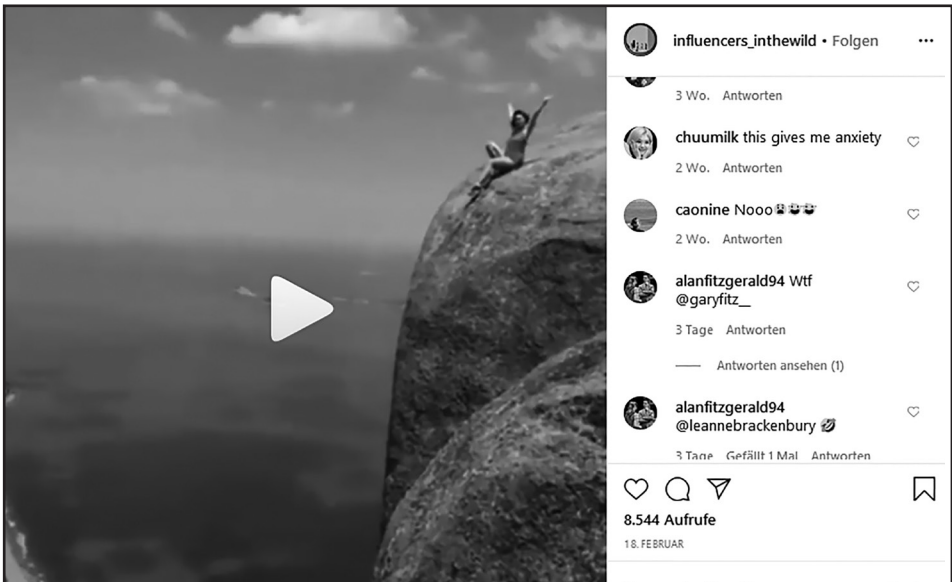 influencers_inthewild • Folgen
3 Wo. Antworten
chuumilk this gives me anxiety
2 Wo. Antworten
caonine Nooo
2 Wo. Antworten
alanfitzgerald94 Wtf
@garyfitz__
3 Tage Antworten
Antworten ansehen (1)
alanfitzgerald94
@leannebrackenbury 🤣
3 Tage Gefällt 1 Mal Antworten
8.544 Aufrufe
18. FEBRUAR